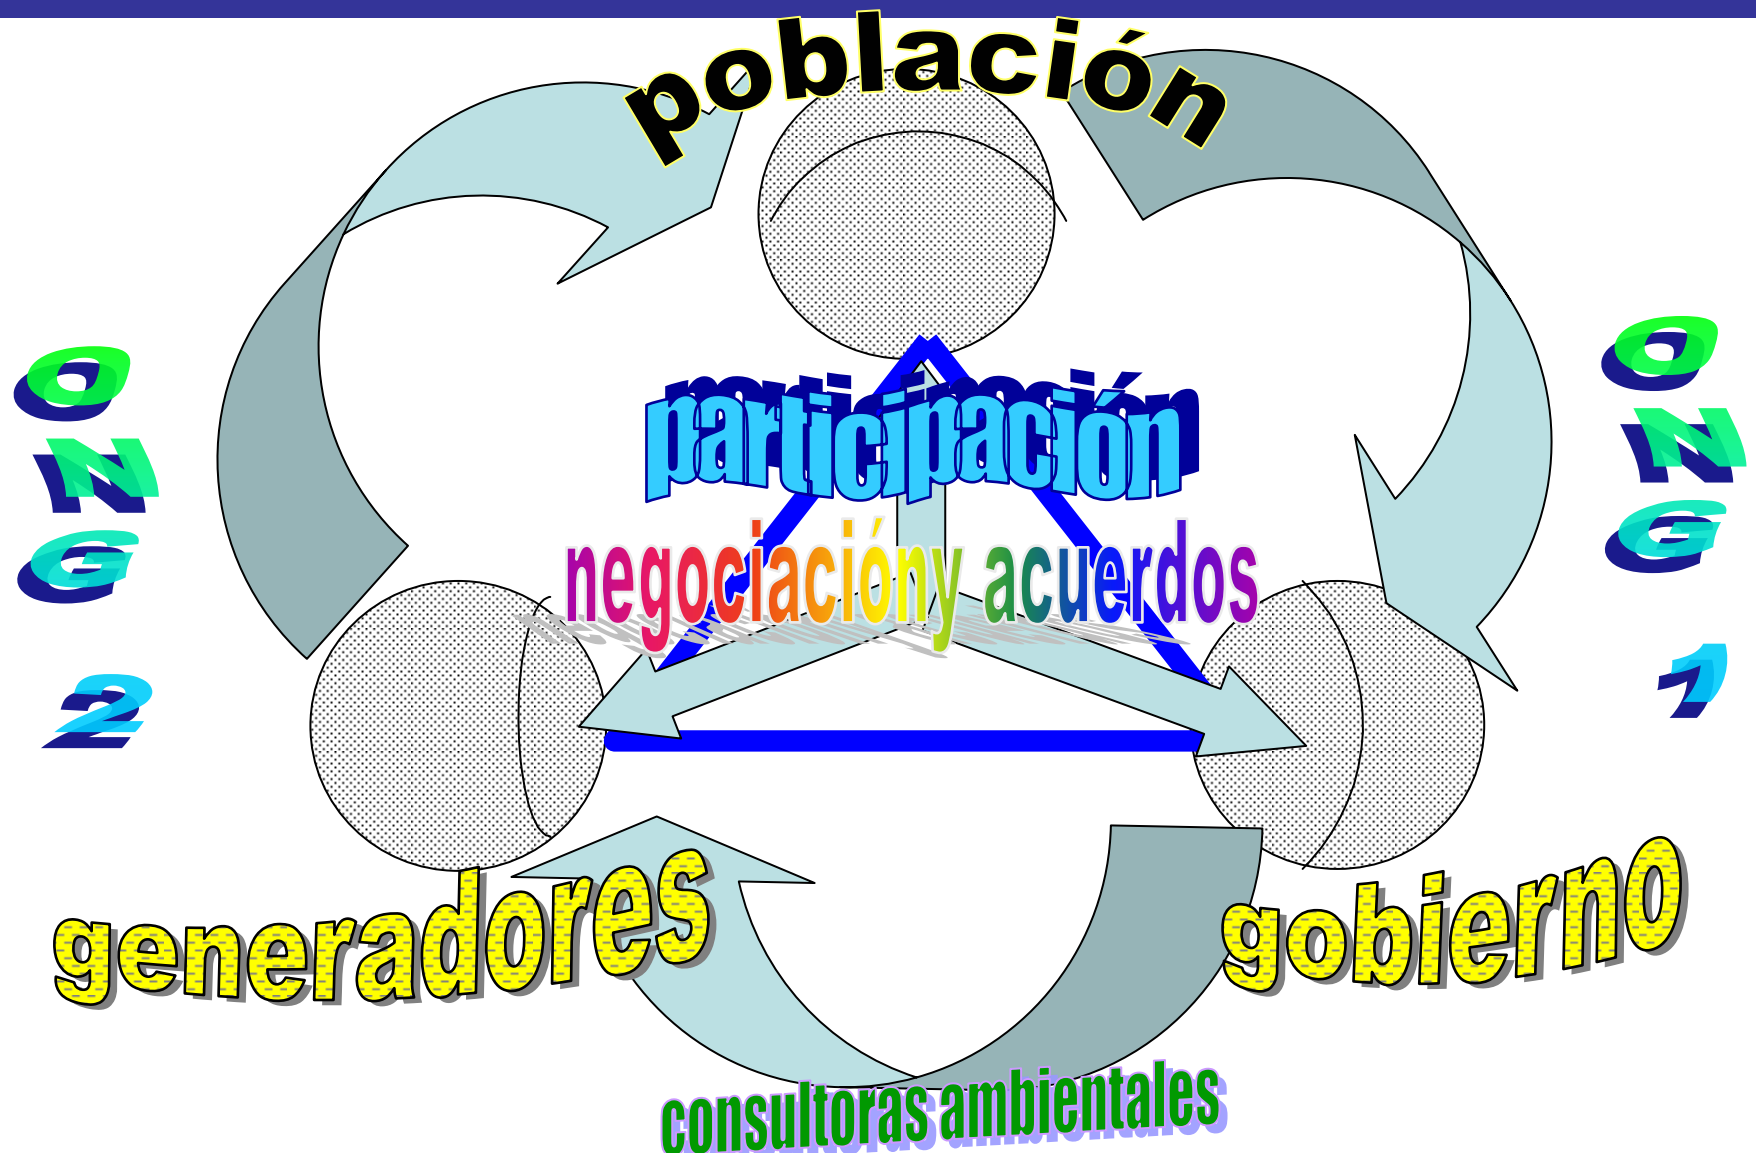 población
participación
negociacióny acuerdos
ONG 2
ONG 1
generadores
gobierno
consultoras ambientales